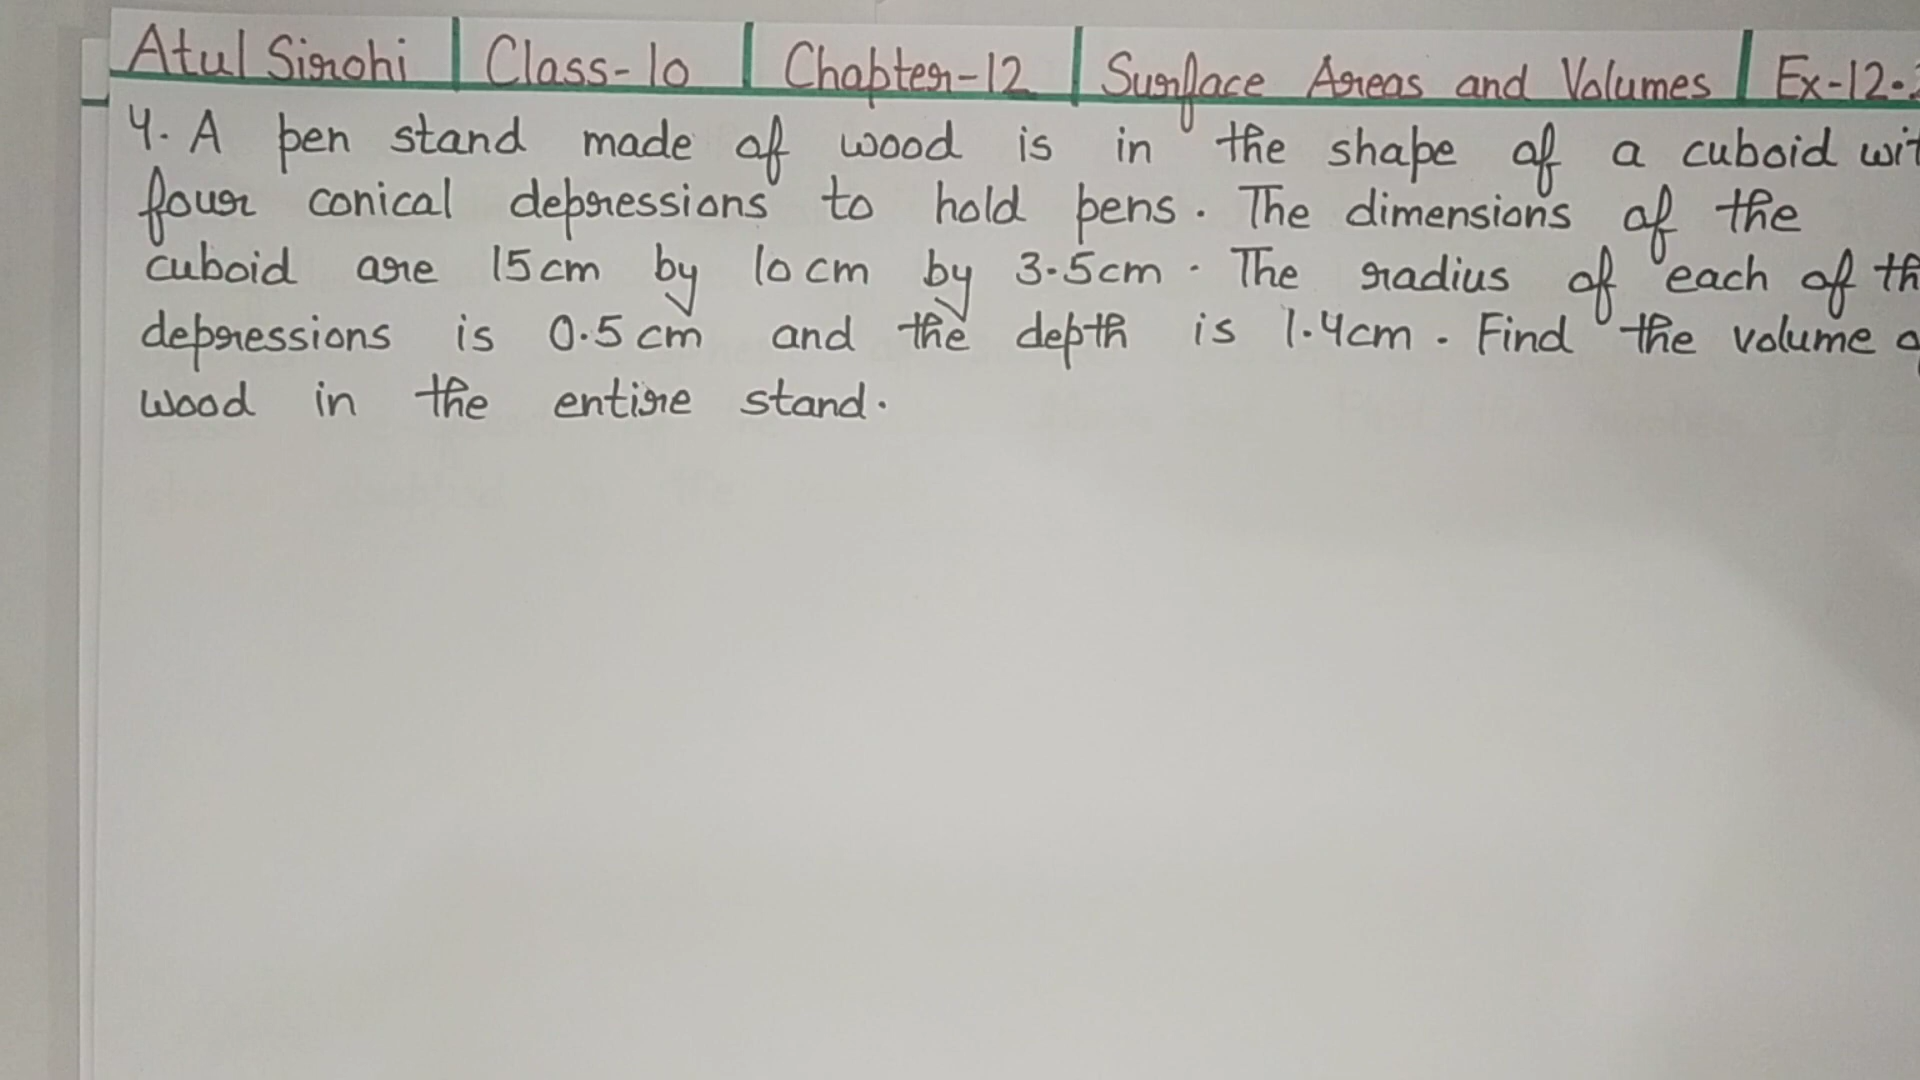 Atul Sirohi | Class-10 | Chapter-12 | Surface Areas and Volumes | Ex-12.
4. A pen stand made of wood is in the shape of a cuboid
four conical depressions to hold pens. The dimensions of the
cuboid are 15cm by 10cm by 3.5cm. The radius of each of
depressions is 0.5cm and the depth is 1.4cm. Find the volume
wood in the entire stand.